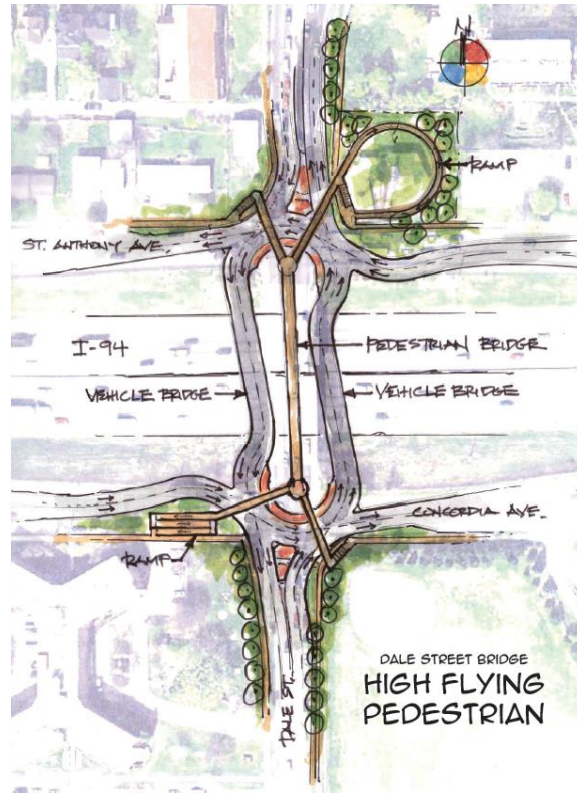 N
RAMP
ST. ANTHONY AVE.
I-94
PEDESTRIAN BRIDGE
VEHICLE BRIDGE
VEHICLE BRIDGE
CONCORDIA AVE.
RAMP
DALE ST.
DALE STREET BRIDGE
HIGH FLYING
PEDESTRIAN